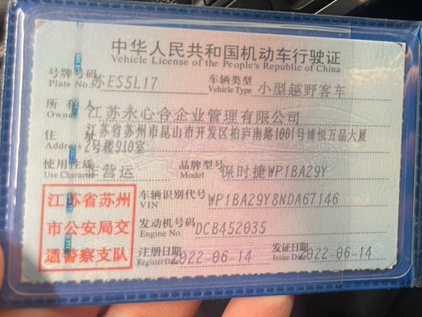 中华人民共和国机动车行驶证
Vehicle License of the People's Republic of China
号牌号码 苏ES5L17 车辆类型 小型越野客车
Plate No. Vehicle Type
所有人 江苏永心合企业管理有限公司
Owner
住址 江苏省苏州市昆山市开发区柏庐南路1001号博悦万品大厦
Address 2号楼910室
使用性质 非营运 品牌型号 保时捷WP1BA29Y
Use Character Model
江苏省苏州
市公安局交
通警察支队
车辆识别代号 WP1BA29Y8NDA67146
VIN
发动机号码 DCB452035
Engine No.
注册日期 2022-06-14 发证日期 2022-06-14
Register Date Issue Date